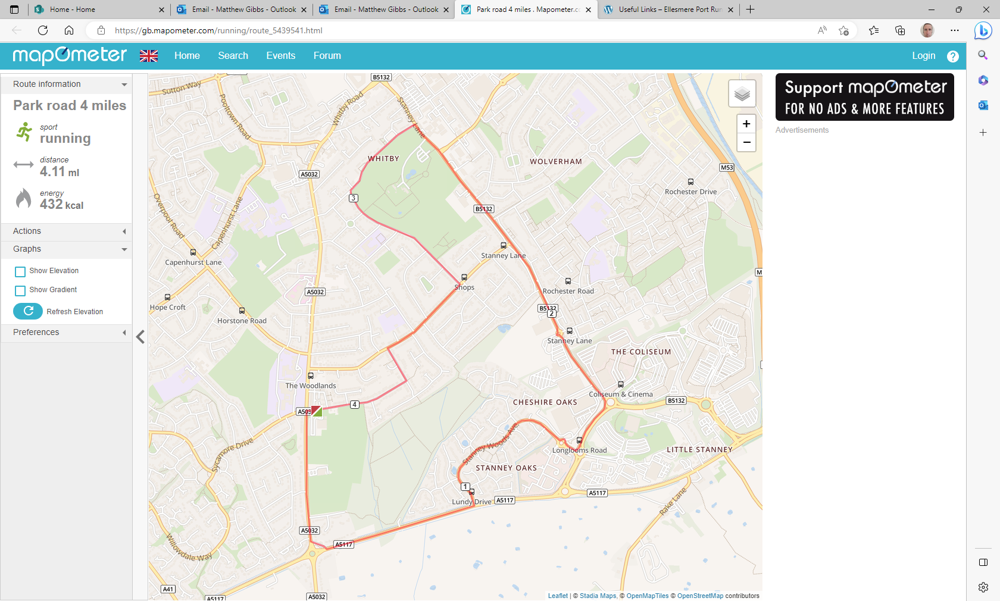 Home - Home
Email - Matthew Gibbs - Outlook
Email - Matthew Gibbs - Outlook
Park road 4 miles . Mapometer.co
Useful Links – Ellesmere Port Run
https://gb.mapometer.com/running/route_5439541.html
mapometer
Home
Search
Events
Forum
Login
?
Route information
Park road 4 miles
sport
running
distance
4.11 ml
energy
432 kcal
Actions
Graphs
Show Elevation
Show Gradient
Refresh Elevation
Preferences
Support mapometer
FOR NO ADS & MORE FEATURES
Advertisements
+
−
B5132
Sutton Way
Pooltown Road
Whitby Road
Stanney Lane
WHITBY
WOLVERHAM
M53
A5032
Rochester Drive
3
B5132
Overpool Road
Capenhurst Lane
Stanney Lane
Capenhurst Lane
M
Shops
Rochester Road
A5032
Hope Croft
B5132
2
Horstone Road
Stanney Lane
THE COLISEUM
The Woodlands
Coliseum & Cinema
CHESHIRE OAKS
B5132
4
A503
Sycamore Drive
Stanney Woods Ave.
Longlooms Road
LITTLE STANNEY
STANNEY OAKS
1
Lundy Drive
A5117
A5117
Rake Lane
A5032
A5117
Willowdale Way
A41
A5117
A5032
Leaflet | © Stadia Maps, © OpenMapTiles © OpenStreetMap contributors